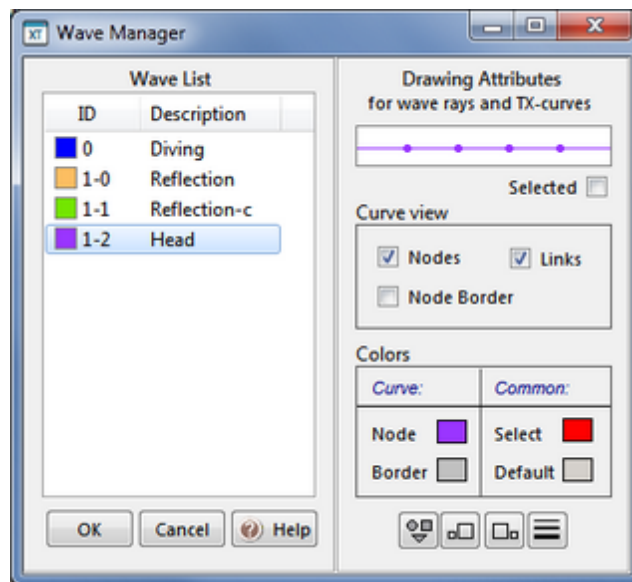 XT Wave Manager
Wave List
ID Description
0 Diving
1-0 Reflection
1-1 Reflection-c
1-2 Head
OK Cancel Help
Drawing Attributes
for wave rays and TX-curves
Selected
Curve view
Nodes Links
Node Border
Colors
Curve: Common:
Node Select
Border Default